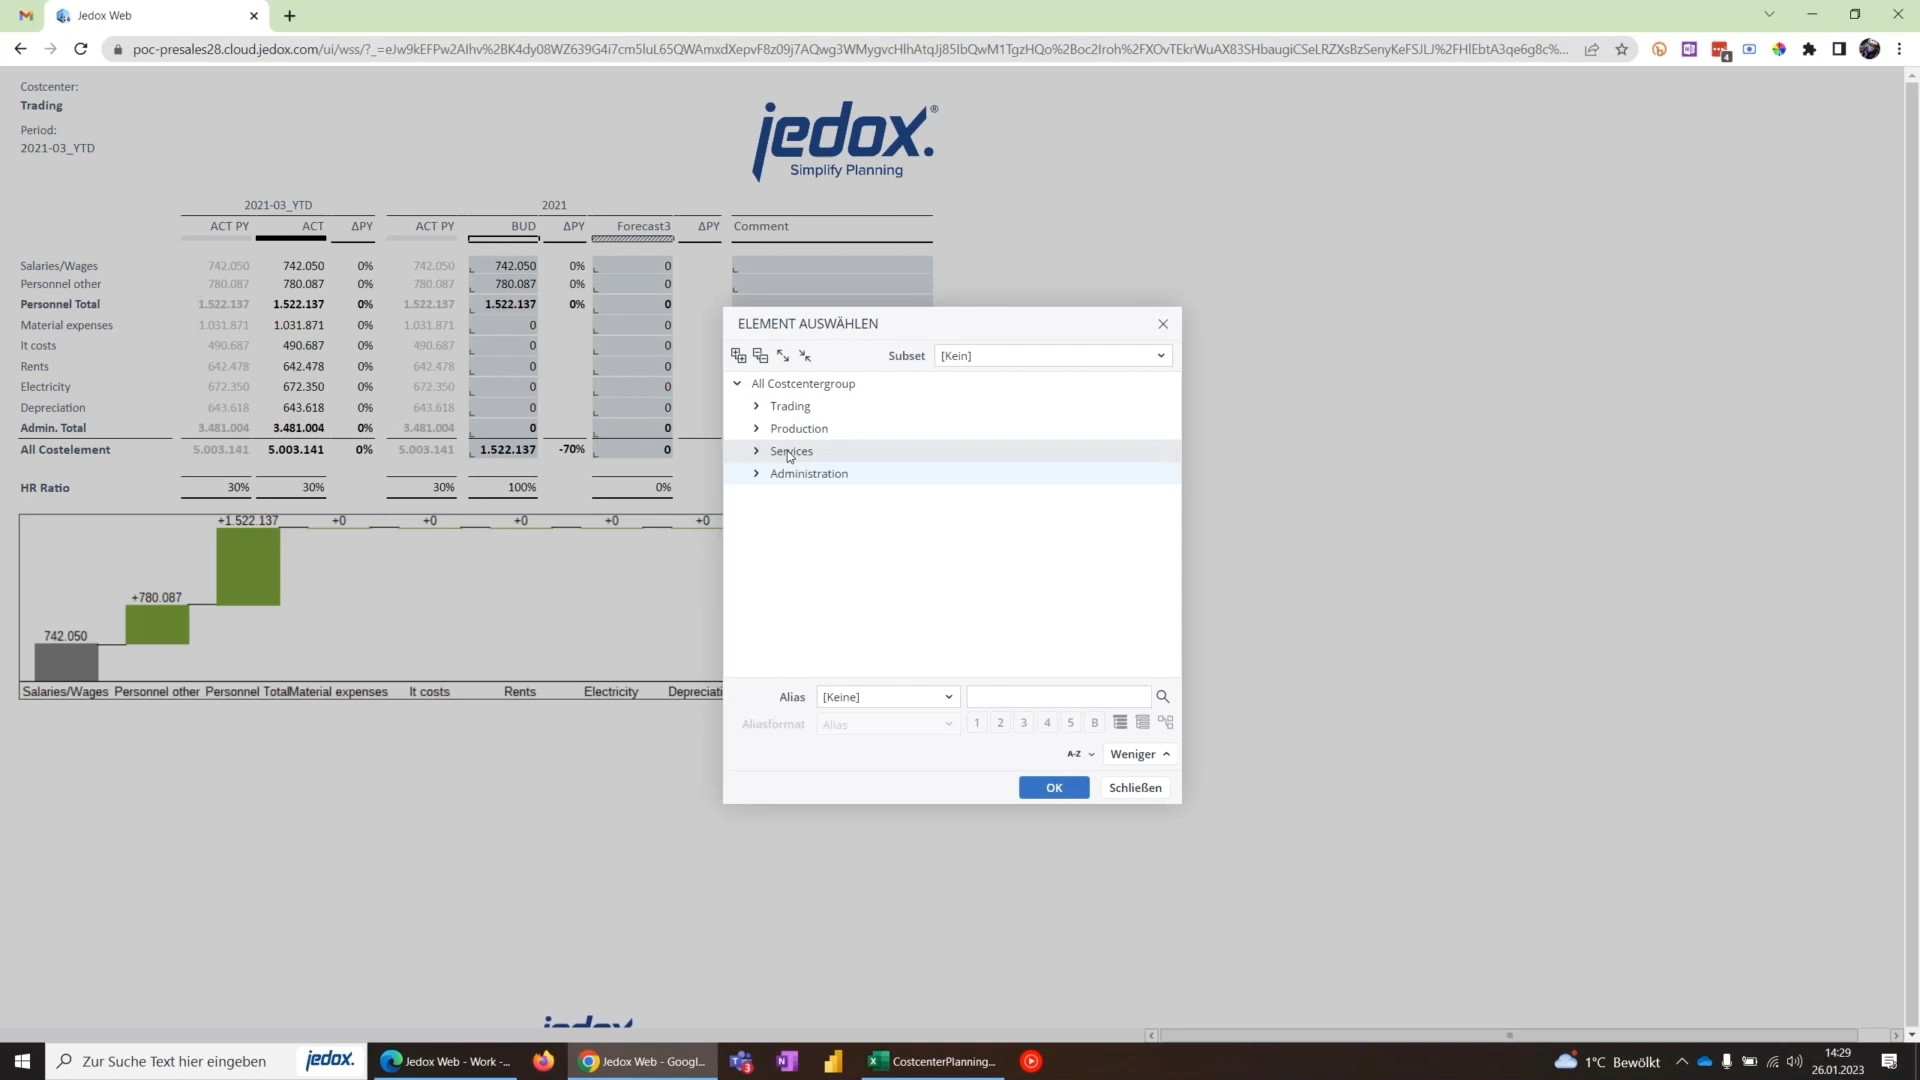 Jedox Web
poc-presales28.cloud.jedox.com/ui/wss/?_=eJw9kEFPw2AIhv%2BK4dy08WZ639G4i7cm5luL65QWAmxdXepvF8z09j7AQwg3WMygvcHlhAtqJj85IbQwM1TgzHQo%2Boc2Iroh%2FXOvTEkrWuAX83SHbaugiCSeLRZXsBzSenyKeFSJLJ%2FHIEbtA3qe6g8c%...
4
Costcenter:
Trading
Period:
2021-03_YTD
jedox.®
Simplify Planning
2021-03_YTD 2021
ACT PY ACT ΔPY ACT PY BUD ΔPY Forecast3 ΔPY Comment
Salaries/Wages 742.050 742.050 0% 742.050 742.050 0% 0
Personnel other 780.087 780.087 0% 780.087 780.087 0% 0
Personnel Total 1.522.137 1.522.137 0% 1.522.137 1.522.137 0% 0
Material expenses 1.031.871 1.031.871 0% 1.031.871 0 0
It costs 490.687 490.687 0% 490.687 0 0
Rents 642.478 642.478 0% 642.478 0 0
Electricity 672.350 672.350 0% 672.350 0 0
Depreciation 643.618 643.618 0% 643.618 0 0
Admin. Total 3.481.004 3.481.004 0% 3.481.004 0 0
All Costelement 5.003.141 5.003.141 0% 5.003.141 1.522.137 -70% 0
HR Ratio 30% 30% 30% 100% 0%
+1.522.137 +0 +0 +0 +0 +0
+780.087
742.050
Salaries/Wages Personnel other Personnel Total Material expenses It costs Rents Electricity Depreciati
ELEMENT AUSWÄHLEN
Subset [Kein]
All Costcentergroup
Trading
Production
Services
Administration
Alias [Keine]
Aliasformat Alias 1 2 3 4 5 B
A-Z Weniger
OK Schließen
jedox
Zur Suche Text hier eingeben jedox. Jedox Web - Work -... Jedox Web - Googl... 3 CostcenterPlanning... 1°C Bewölkt 14:29
26.01.2023